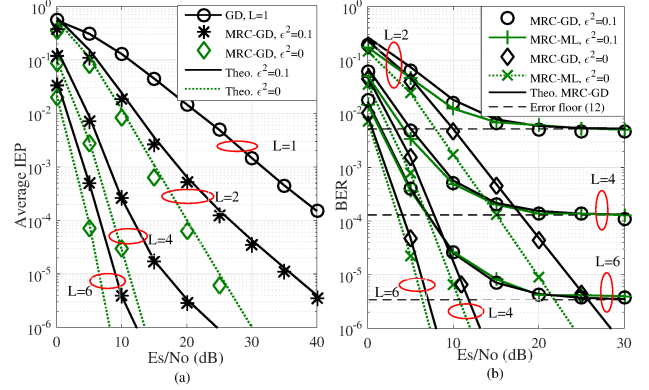 GD, L=1
MRC-GD, ϵ²=0.1
MRC-GD, ϵ²=0
Theo. ϵ²=0.1
Theo. ϵ²=0
L=1
L=2
L=4
L=6
10^0
10^-1
10^-2
10^-3
10^-4
10^-5
10^-6
Average IEP
0 10 20 30 40
Es/No (dB)
(a)
MRC-GD, ϵ²=0.1
MRC-ML, ϵ²=0.1
MRC-GD, ϵ²=0
MRC-ML, ϵ²=0
Theo. MRC-GD
Error floor (12)
L=2
L=4
L=6
L=6
L=4
10^0
10^-1
10^-2
10^-3
10^-4
10^-5
10^-6
BER
0 5 10 15 20 25 30
Es/No (dB)
(b)